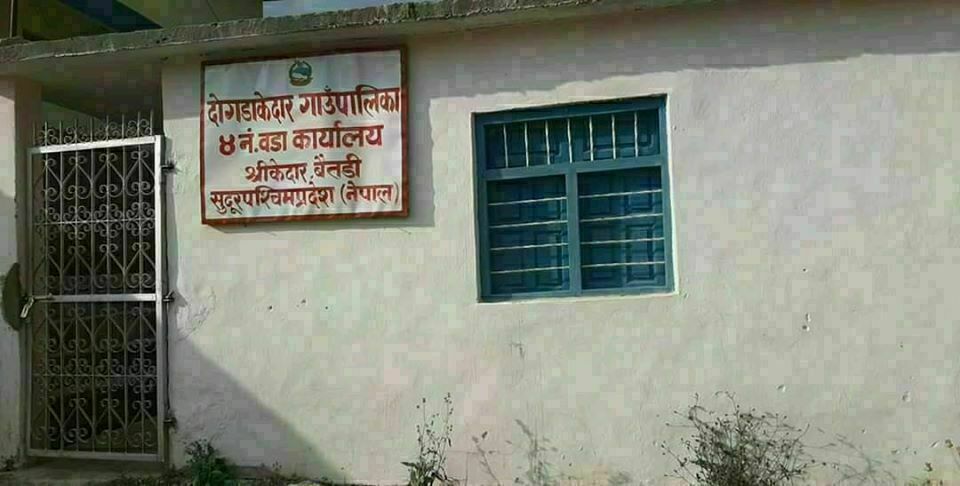 दोगडाकेदार गाउँपालिका
४ नं. वडा कार्यालय
श्रीकेदार, बैतडी
सुदूरपश्चिमप्रदेश (नेपाल)